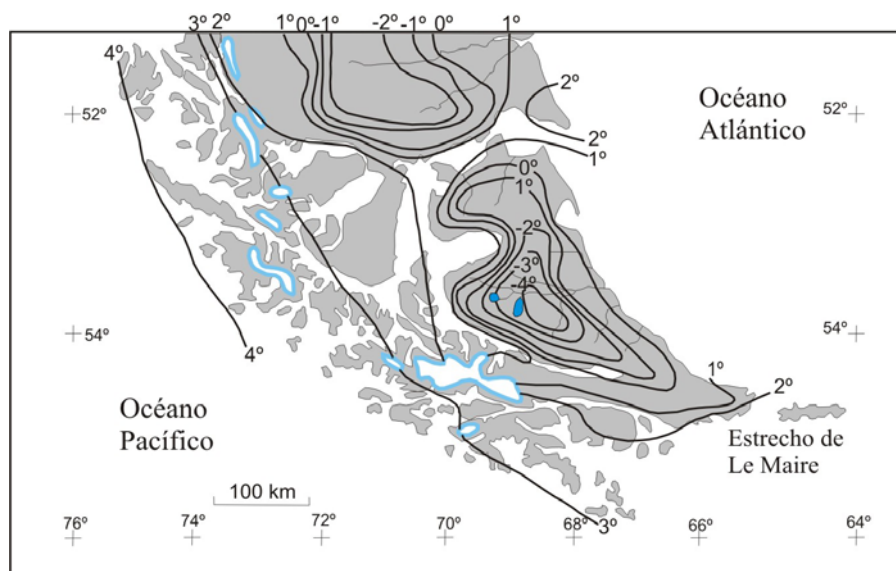 3º 2º 1º 0º -1º -2º -1º 0º 1º
4º
2º
Océano
Atlántico
52º 52º
2º
1º
0º
1º
-2º
-3º
-4º
54º 54º
4º
1º
2º
Océano
Pacífico
Estrecho de
Le Maire
100 km
3º
76º 74º 72º 70º 68º 66º 64º